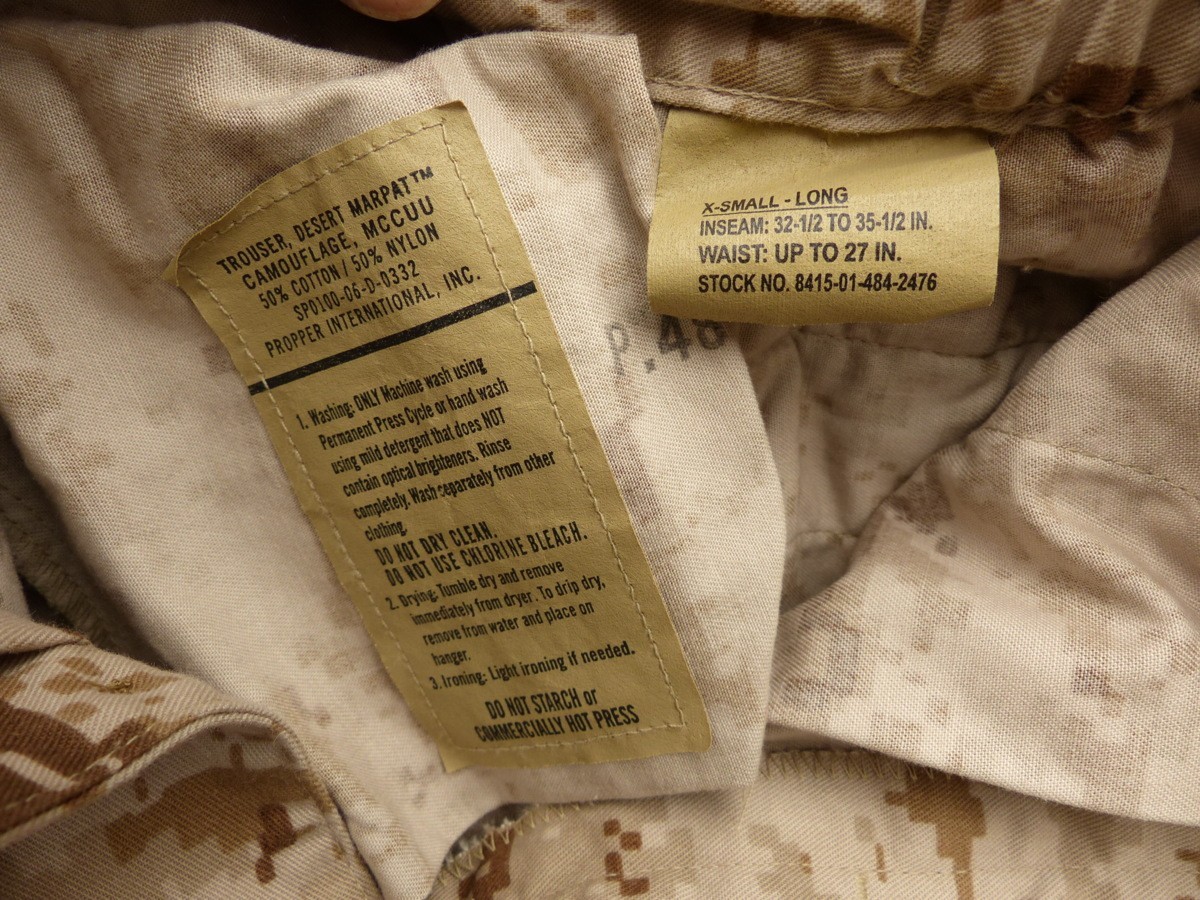 TROUSER, DESERT MARPAT™
CAMOUFLAGE, MCCUU
50% COTTON / 50% NYLON
SPO100-06-D-0332
PROPPER INTERNATIONAL, INC.
1. Washing: ONLY Machine wash using
Permanent Press Cycle or hand wash
using mild detergent that does NOT
contain optical brighteners. Rinse
completely. Wash separately from other
clothing.
DO NOT DRY CLEAN.
DO NOT USE CHLORINE BLEACH.
2. Drying: Tumble dry and remove
immediately from dryer. To drip dry,
remove from water and place on
hanger.
3. Ironing: Light ironing if needed.
DO NOT STARCH or
COMMERCIALLY HOT PRESS
X-SMALL - LONG
INSEAM: 32-1/2 TO 35-1/2 IN.
WAIST: UP TO 27 IN.
STOCK NO. 8415-01-484-2476